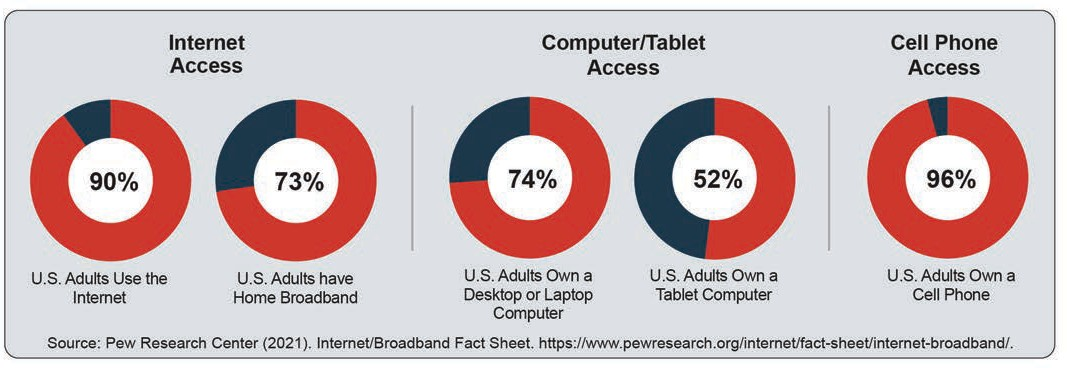 Internet
Access
Computer/Tablet
Access
Cell Phone
Access
90%
73%
74%
52%
96%
U.S. Adults Use the
Internet
U.S. Adults have
Home Broadband
U.S. Adults Own a
Desktop or Laptop
Computer
U.S. Adults Own a
Tablet Computer
U.S. Adults Own a
Cell Phone
Source: Pew Research Center (2021). Internet/Broadband Fact Sheet. https://www.pewresearch.org/internet/fact-sheet/internet-broadband/.